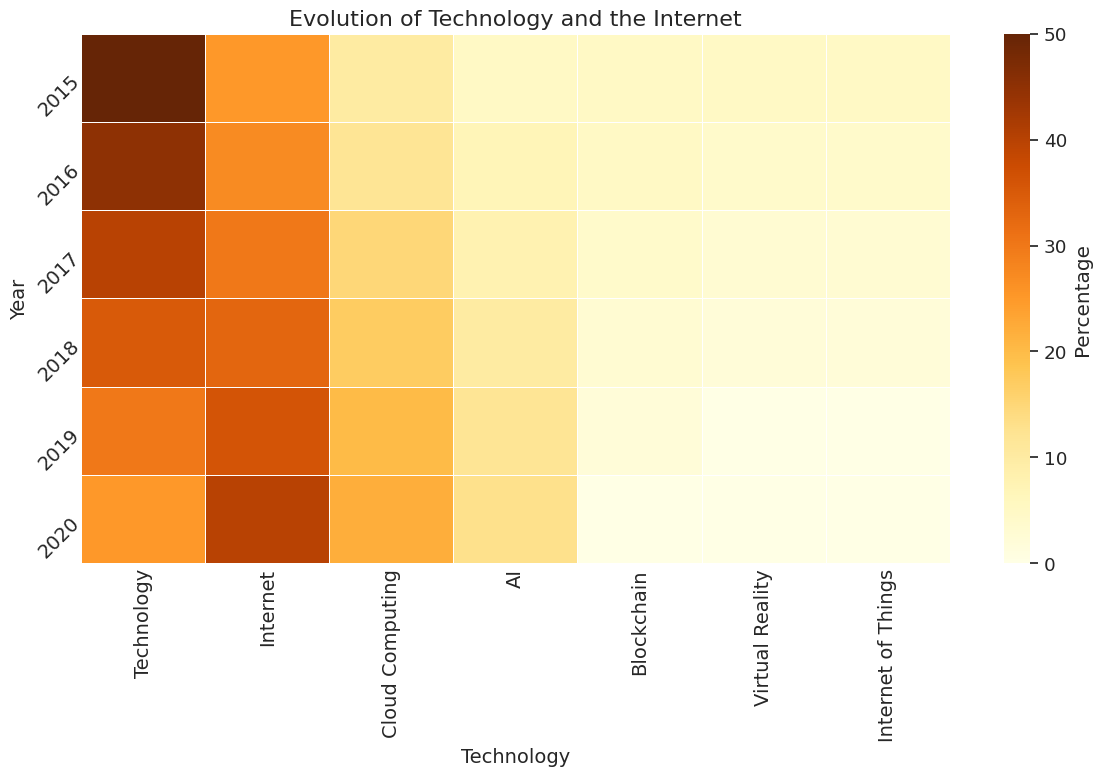 Evolution of Technology and the Internet
Year
2015
2016
2017
2018
2019
2020
Technology
Internet
Cloud Computing
AI
Blockchain
Virtual Reality
Internet of Things
Technology
50
40
30
20
10
0
Percentage